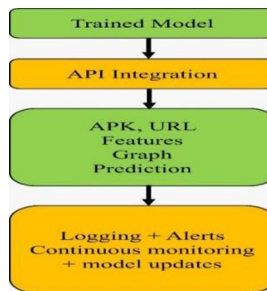 Trained Model
API Integration
APK, URL
Features
Graph
Prediction
Logging + Alerts
Continuous monitoring
+ model updates